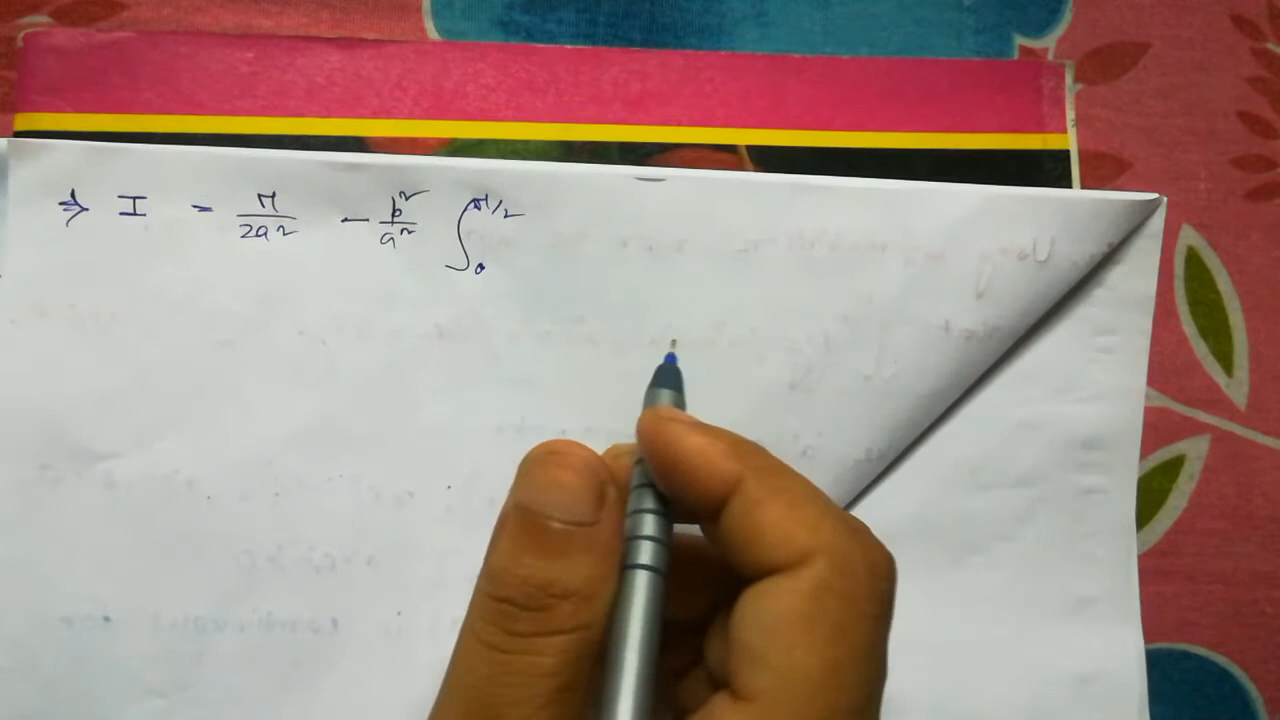 ⇒ I = π/2a² - b²/a² ∫₀^π/2